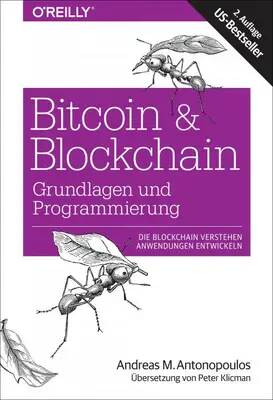 O'REILLY®
2. Auflage
US-Bestseller
Bitcoin &
Blockchain
Grundlagen und
Programmierung
DIE BLOCKCHAIN VERSTEHEN
ANWENDUNGEN ENTWICKELN
Andreas M. Antonopoulos
Übersetzung von Peter Klicman